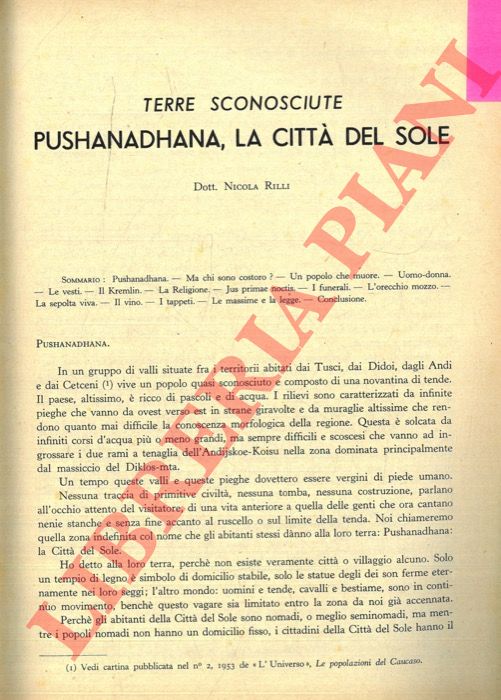 TERRE SCONOSCIUTE
PUSHANADHANA, LA CITTÀ DEL SOLE
Dott. NICOLA RILLI
SOMMARIO : Pushanadhana. — Ma chi sono costoro ? — Un popolo che muore. — Uomo-donna.
— Le vesti. — Il Kremlin. — La Religione. — Jus primae noctis. — I funerali. — L'orecchio mozzo. —
La sepolta viva. — Il vino. — I tappeti. — Le massime e la legge. — Conclusione.
PUSHANADHANA.
In un gruppo di valli situate fra i territorii abitati dai Tusci, dai Didoi, dagli Andi
e dai Cetceni (1) vive un popolo quasi sconosciuto e composto di una novantina di tende.
Il paese, altissimo, è ricco di pascoli e di acqua. I rilievi sono caratterizzati da infinite
pieghe che vanno da ovest verso est in strane giravolte e da muraglie altissime che ren-
dono quanto mai difficile la conoscenza morfologica della regione. Questa è solcata da
infiniti corsi d'acqua più o meno grandi, ma sempre difficili e scoscesi che vanno ad in-
grossare i due rami a tenaglia dell'Andijskoe-Koisu nella zona dominata principalmente
dal massiccio del Diklos-mta.
Un tempo queste valli e queste pieghe dovettero essere vergini di piede umano.
Nessuna traccia di primitive civiltà, nessuna tomba, nessuna costruzione, parlano
all'occhio attento del visitatore di una vita anteriore a quella delle genti che ora cantano
nenie stanche e senza fine accanto al ruscello o sul limite della tenda. Noi chiameremo
quella zona indefinita col nome che gli abitanti stessi dànno alla loro terra: Pushanadhana:
la Città del Sole.
Ho detto alla loro terra, perchè non esiste veramente città o villaggio alcuno. Solo
un tempio di legno è simbolo di domicilio stabile, solo le statue degli dei son ferme eter-
namente nei loro seggi; l'altro mondo: uomini e tende, cavalli e bestiame, sono in conti-
nuo movimento, benchè questo vagare sia limitato entro la zona da noi già accennata.
Perchè gli abitanti della Città del Sole sono nomadi, o meglio seminomadi, ma men-
tre i popoli nomadi non hanno un domicilio fisso, i cittadini della Città del Sole hanno il
(1) Vedi cartina pubblicata nel n° 2, 1953 de « L' Universo », Le popolazioni del Caucaso.
LIBRERIA PIANI